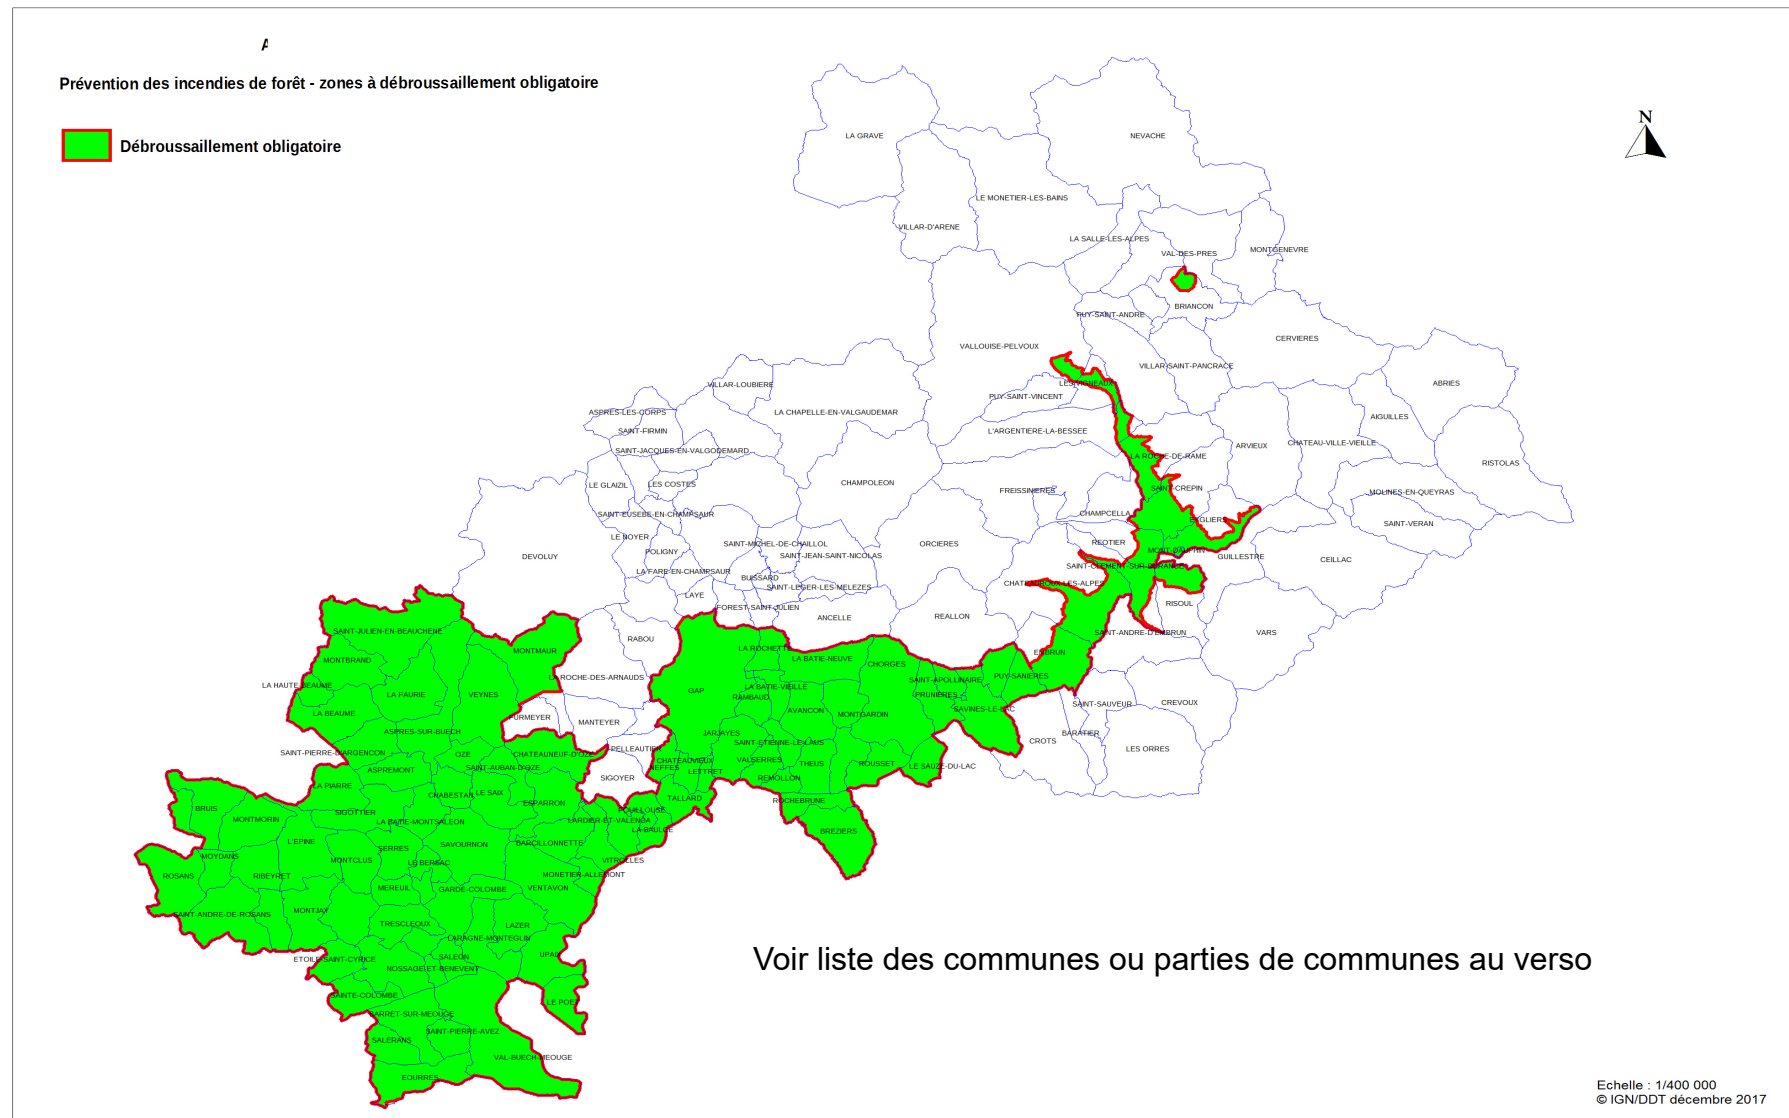 Prévention des incendies de forêt - zones à débroussaillement obligatoire
Débroussaillement obligatoire
N
LA GRAVE
NEVACHE
LE MONETIER-LES-BAINS
VILLAR-D'ARENE
LA SALLE-LES-ALPES
MONTGENEVRE
VAL-DES-PRES
BRIANCON
PUY-SAINT-ANDRE
CERVIERES
VALLOUISE-PELVOUX
VILLAR-SAINT-PANCRACE
LES VIGNEAUX
ABRIES
VILLAR-LOUBIERE
PUY-SAINT-VINCENT
ASPRES-LES-CORPS
LA CHAPELLE-EN-VALGAUDEMAR
AIGUILLES
SAINT-FIRMIN
L'ARGENTIERE-LA-BESSEE
ARVIEUX
CHATEAU-VILLE-VIEILLE
SAINT-JACQUES-EN-VALGODEMARD
LA ROCHE-DE-RAME
RISTOLAS
LE GLAIZIL
LES COSTES
CHAMPOLEON
FREISSINIERES
SAINT-CREPIN
MOLINES-EN-QUEYRAS
SAINT-EUSEBE-EN-CHAMPSAUR
CHAMPCELLA
EYGLIERS
SAINT-VERAN
LE NOYER
DEVOLUY
POLIGNY
SAINT-MICHEL-DE-CHAILLOL
ORCIERES
REOTIER
MONT-DAUPHIN
GUILLESTRE
CEILLAC
SAINT-JEAN-SAINT-NICOLAS
LA FARE-EN-CHAMPSAUR
BUISSARD
SAINT-CLEMENT-SUR-DURANCE
SAINT-LEGER-LES-MELEZES
CHATEAUROUX-LES-ALPES
LAYE
FOREST-SAINT-JULIEN
ANCELLE
REALLON
RISOUL
SAINT-JULIEN-EN-BEAUCHENE
RABOU
SAINT-ANDRE-D'EMBRUN
VARS
MONTMAUR
LA ROCHETTE
EMBRUN
MONTBRAND
LA BATIE-NEUVE
CHORGES
LA HAUTE-BEAUME
LA ROCHE-DES-ARNAUDS
SAINT-APOLLINAIRE
PUY-SANIERES
LA FAURIE
VEYNES
GAP
LA BATIE-VIEILLE
RAMBAUD
PRUNIERES
SAINT-SAUVEUR
CREVOUX
LA BEAUME
FURMEYER
MANTEYER
AVANCON
MONTGARDIN
SAVINES-LE-LAC
ASPRES-SUR-BUECH
JARJAYES
BARATIER
CROTS
LES ORRES
SAINT-PIERRE-D'ARGENCON
OZE
CHATEAUNEUF-D'OZE
PELLEAUTIER
SAINT-ETIENNE-LE-LAUS
ASPREMONT
SAINT-AUBAN-D'OZE
NEFFES
CHATEAUVIEUX
VALSERRES
THEUS
ROUSSET
LE SAUZE-DU-LAC
LETTRET
SIGOYER
REMOLLON
LA PIARRE
CHABESTAN
LE SAIX
ESPARRON
TALLARD
ROCHEBRUNE
BRUIS
MONTMORIN
SIGOTTIER
LA BATIE-MONTSALEON
LARDIER-ET-VALENCA
FOUILLOUSE
LA SAULCE
BREZIERS
L'EPINE
SERRES
SAVOURNON
BARCILLONNETTE
MOYDANS
MONTCLUS
LE BERSAC
VITROLLES
ROSANS
RIBEYRET
MEREUIL
GARDE-COLOMBE
MONETIER-ALLEMONT
VENTAVON
SAINT-ANDRE-DE-ROSANS
MONTJAY
TRESCLEOUX
LAZER
LARAGNE-MONTEGLIN
ETOILE-SAINT-CYRICE
SALEON
UPAIX
NOSSAGE-ET-BENEVENT
SAINTE-COLOMBE
LE POET
BARRET-SUR-MEOUGE
SAINT-PIERRE-AVEZ
SALERANS
VAL-BUECH-MEOUGE
EOURRES
Voir liste des communes ou parties de communes au verso
Echelle : 1/400 000
© IGN/DDT décembre 2017